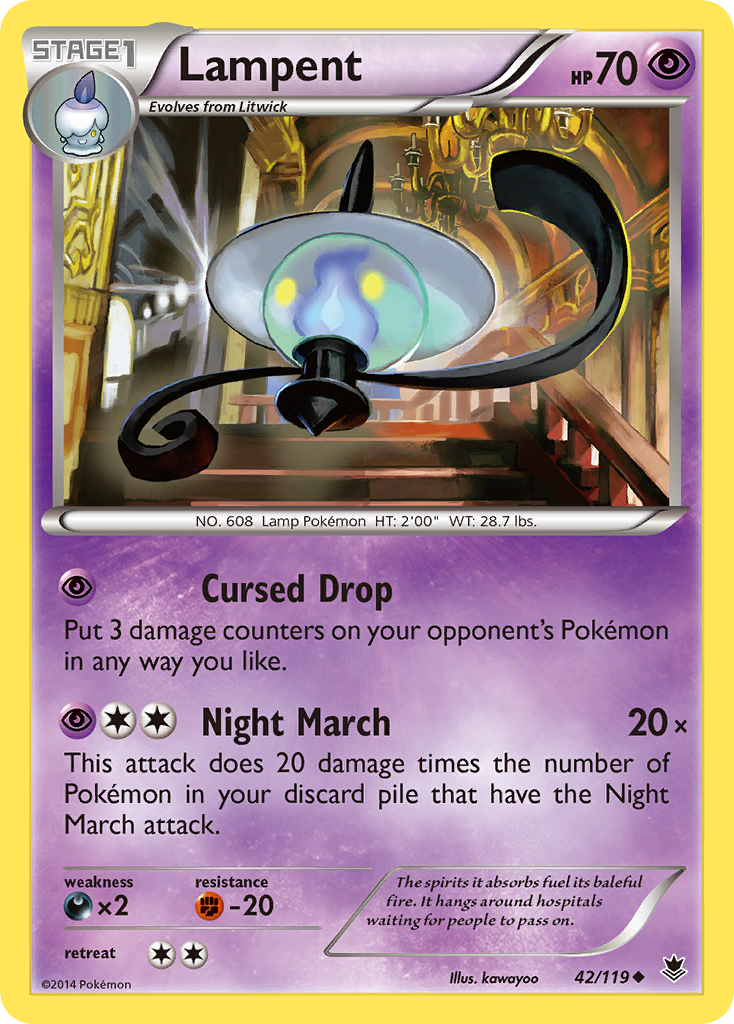 STAGE1
Lampent
HP70
Evolves from Litwick
NO. 608 Lamp Pokémon HT: 2'00" WT: 28.7 lbs.
Cursed Drop
Put 3 damage counters on your opponent's Pokémon
in any way you like.
Night March 20×
This attack does 20 damage times the number of
Pokémon in your discard pile that have the Night
March attack.
weakness resistance
×2 -20
retreat
The spirits it absorbs fuel its baleful
fire. It hangs around hospitals
waiting for people to pass on.
©2014 Pokémon
Illus. kawayoo 42/119